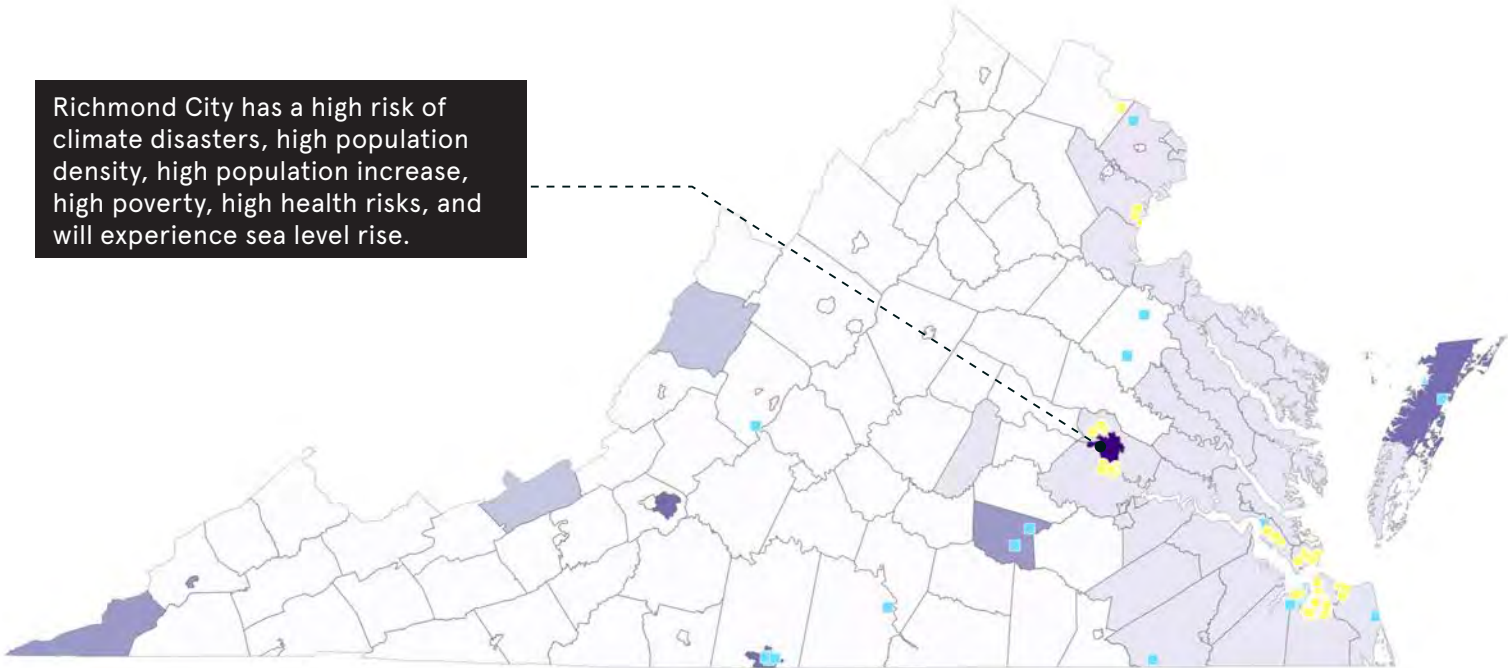 Richmond City has a high risk of
climate disasters, high population
density, high population increase,
high poverty, high health risks, and
will experience sea level rise.